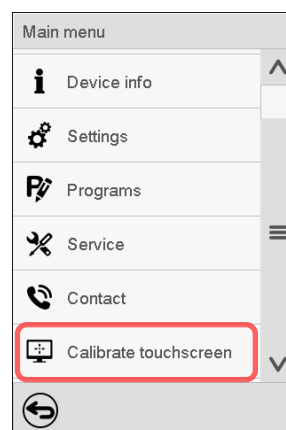 Main menu
Device info
Settings
Programs
Service
Contact
Calibrate touchscreen